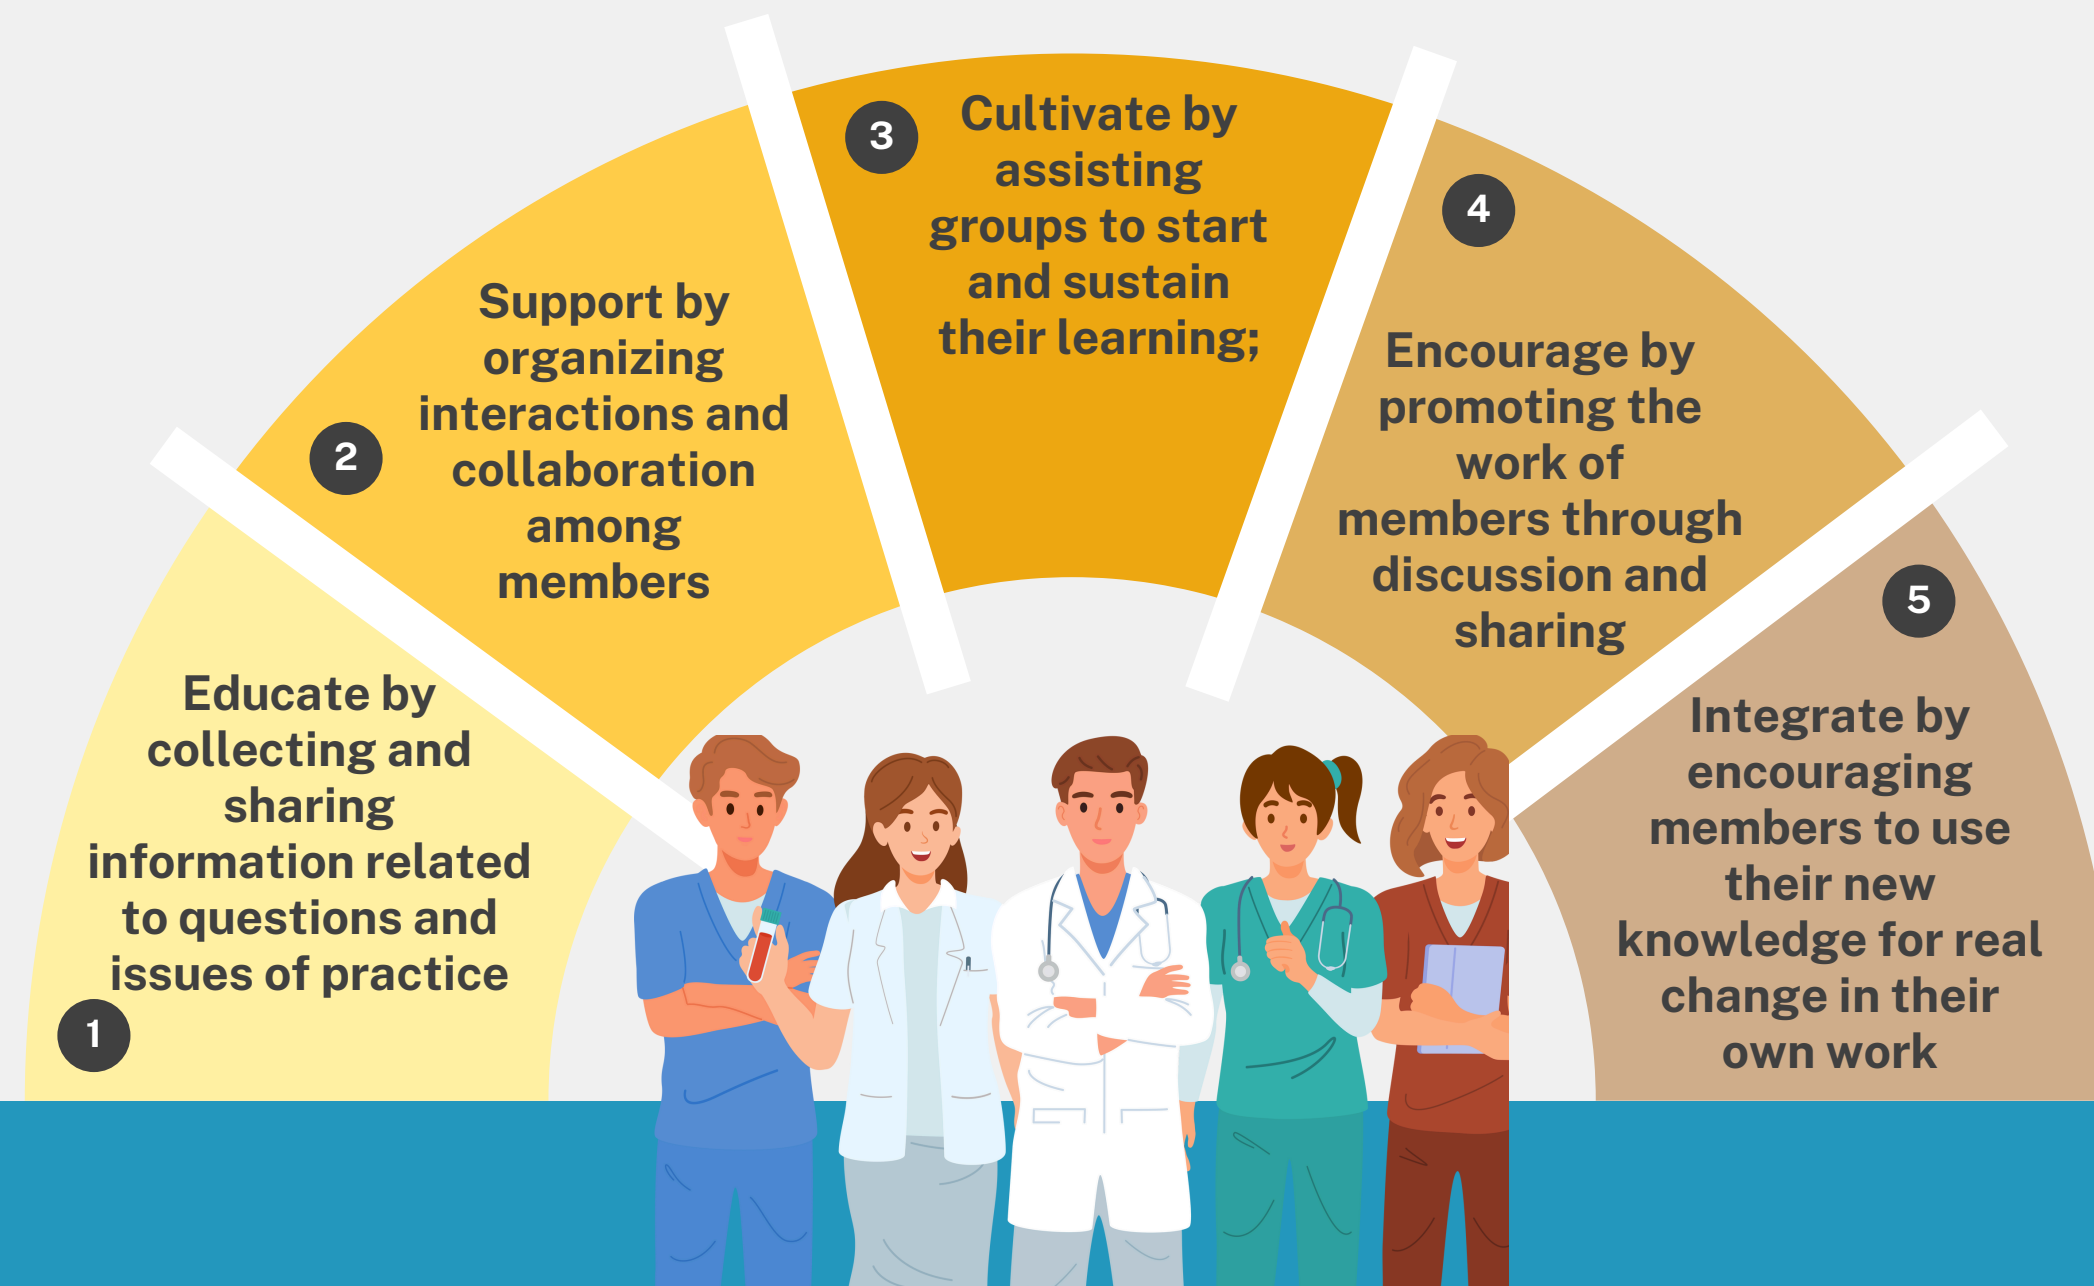 1
Educate by
collecting and
sharing
information related
to questions and
issues of practice
2
Support by
organizing
interactions and
collaboration
among
members
3
Cultivate by
assisting
groups to start
and sustain
their learning;
4
Encourage by
promoting the
work of
members through
discussion and
sharing
5
Integrate by
encouraging
members to use
their new
knowledge for real
change in their
own work